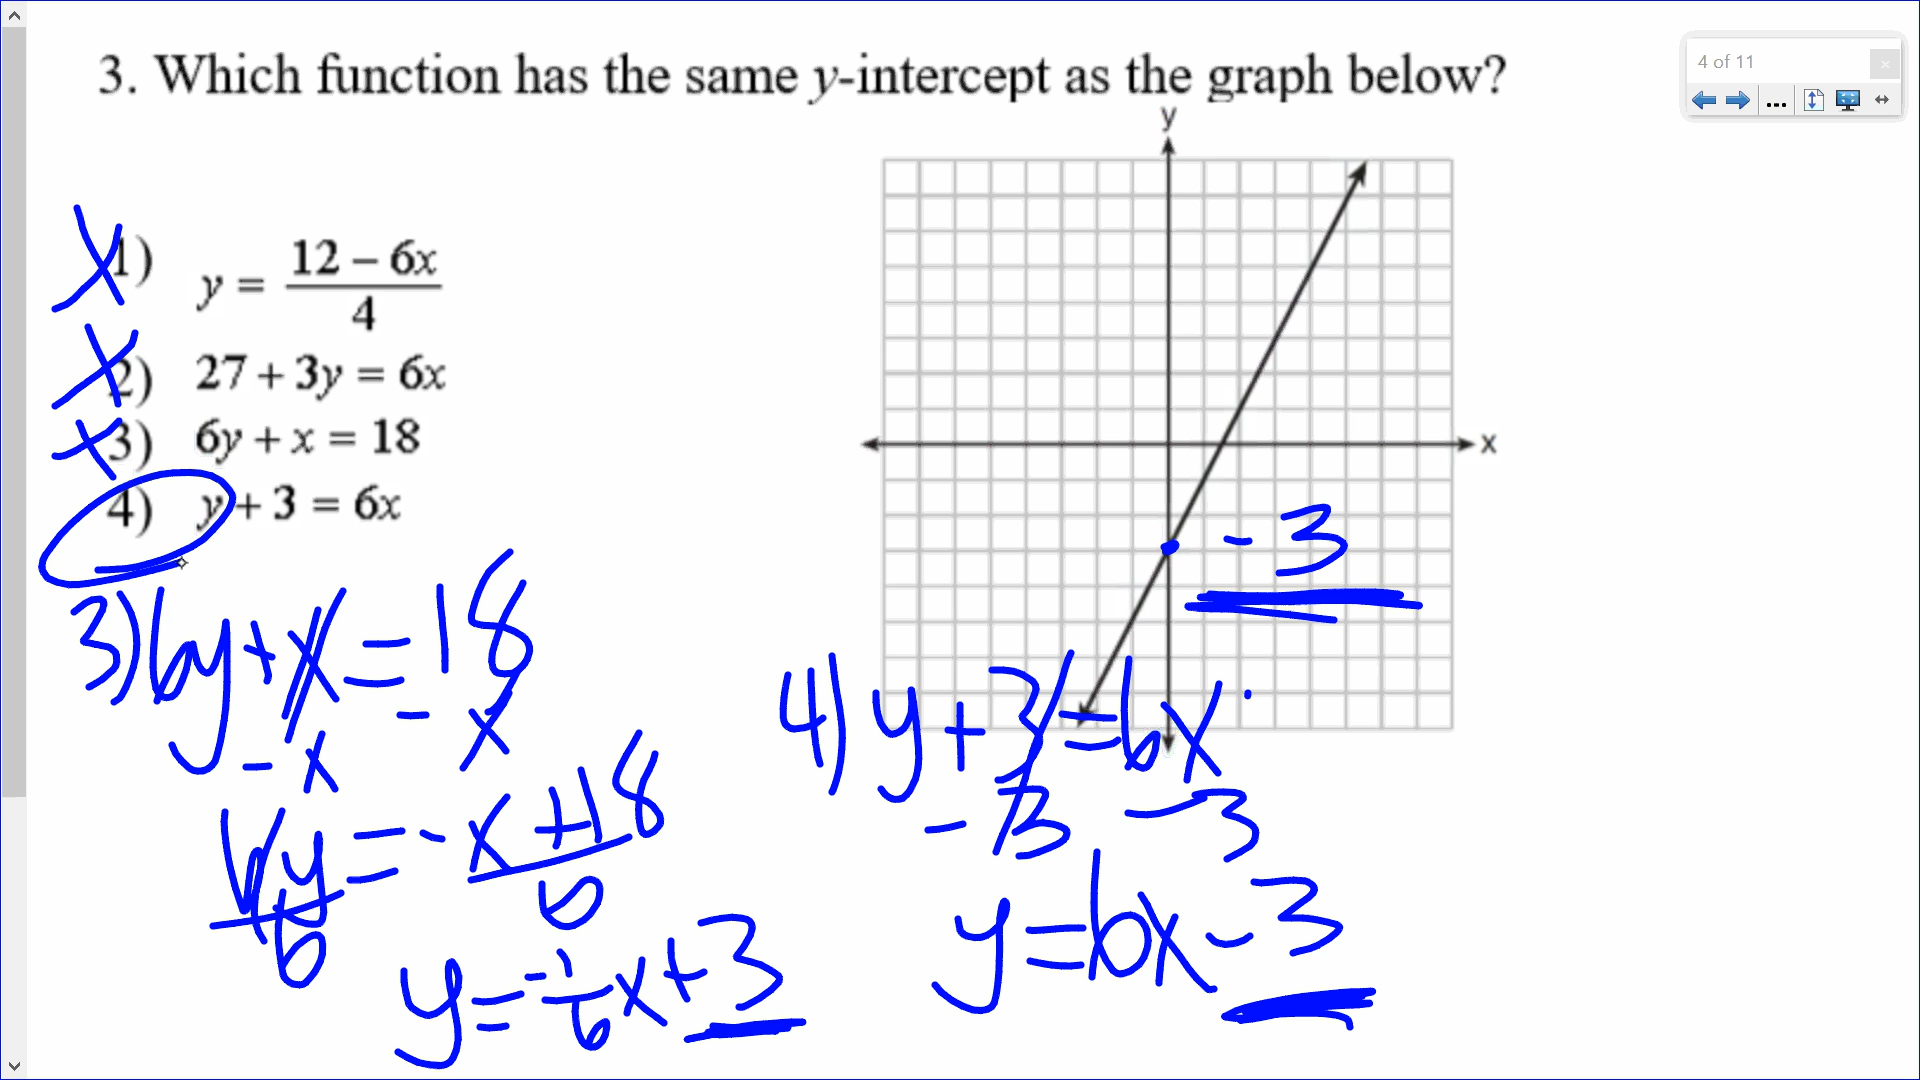 3. Which function has the same y-intercept as the graph below?
4 of 11
y
1) y = 12 – 6x / 4
2) 27 + 3y = 6x
3) 6y + x = 18
4) y + 3 = 6x
x
-3
3) 6y + x = 18
- x - x
6y = - x + 18
6 6
y = -1/6 x + 3
4) y + 3 = 6x
- 3 - 3
y = 6x - 3